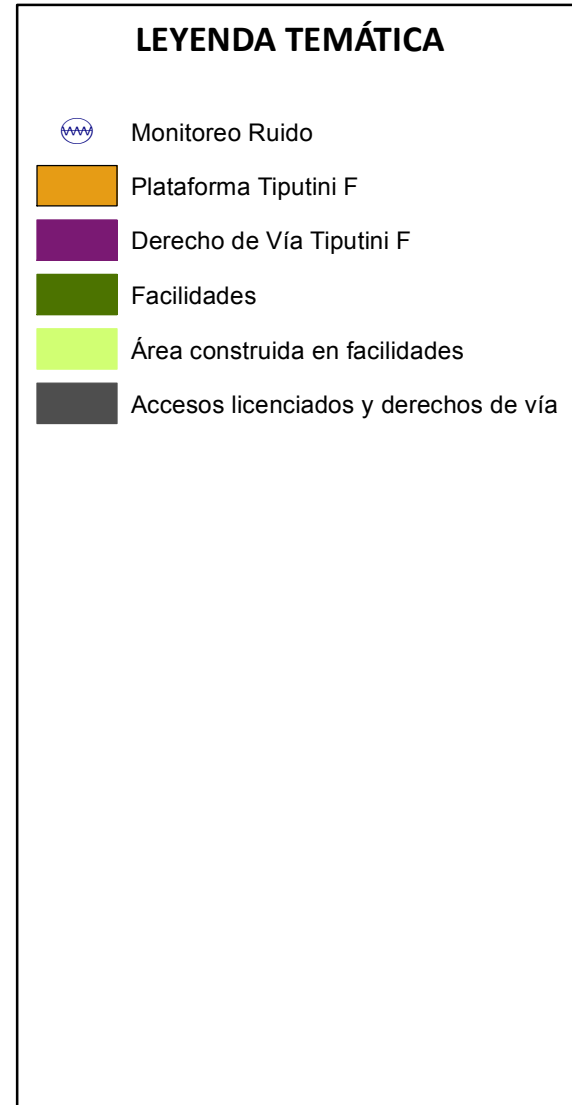 LEYENDA TEMÁTICA
Monitoreo Ruido
Plataforma Tiputini F
Derecho de Vía Tiputini F
Facilidades
Área construida en facilidades
Accesos licenciados y derechos de vía